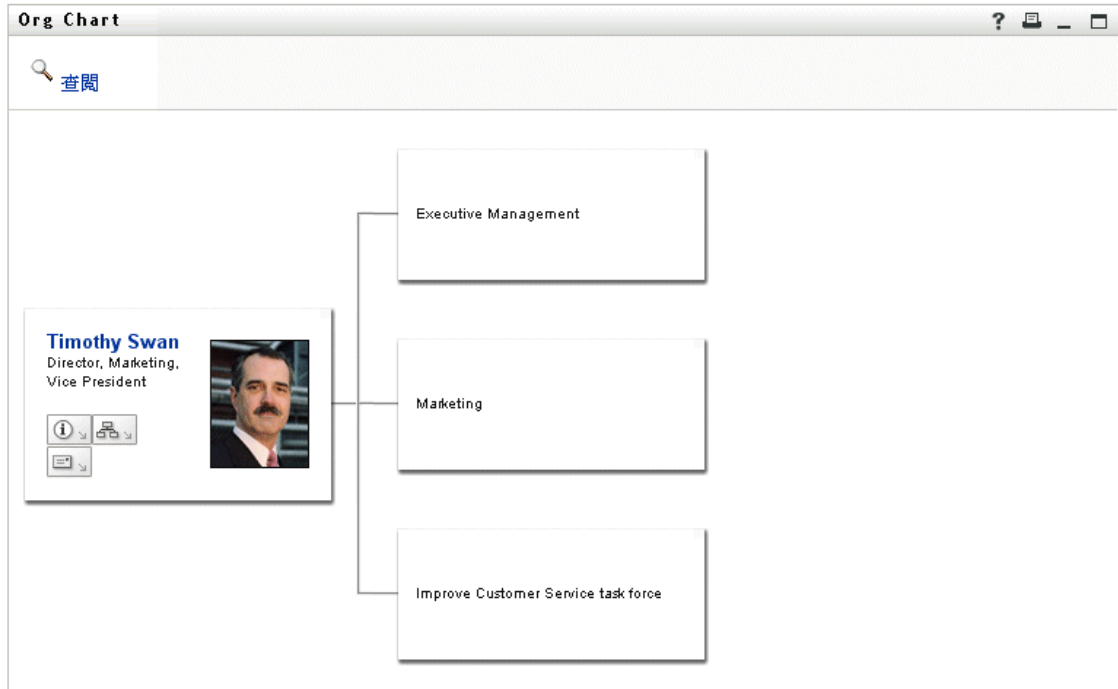 Org Chart
查閱
Executive Management
Timothy Swan
Director, Marketing,
Vice President
Marketing
Improve Customer Service task force